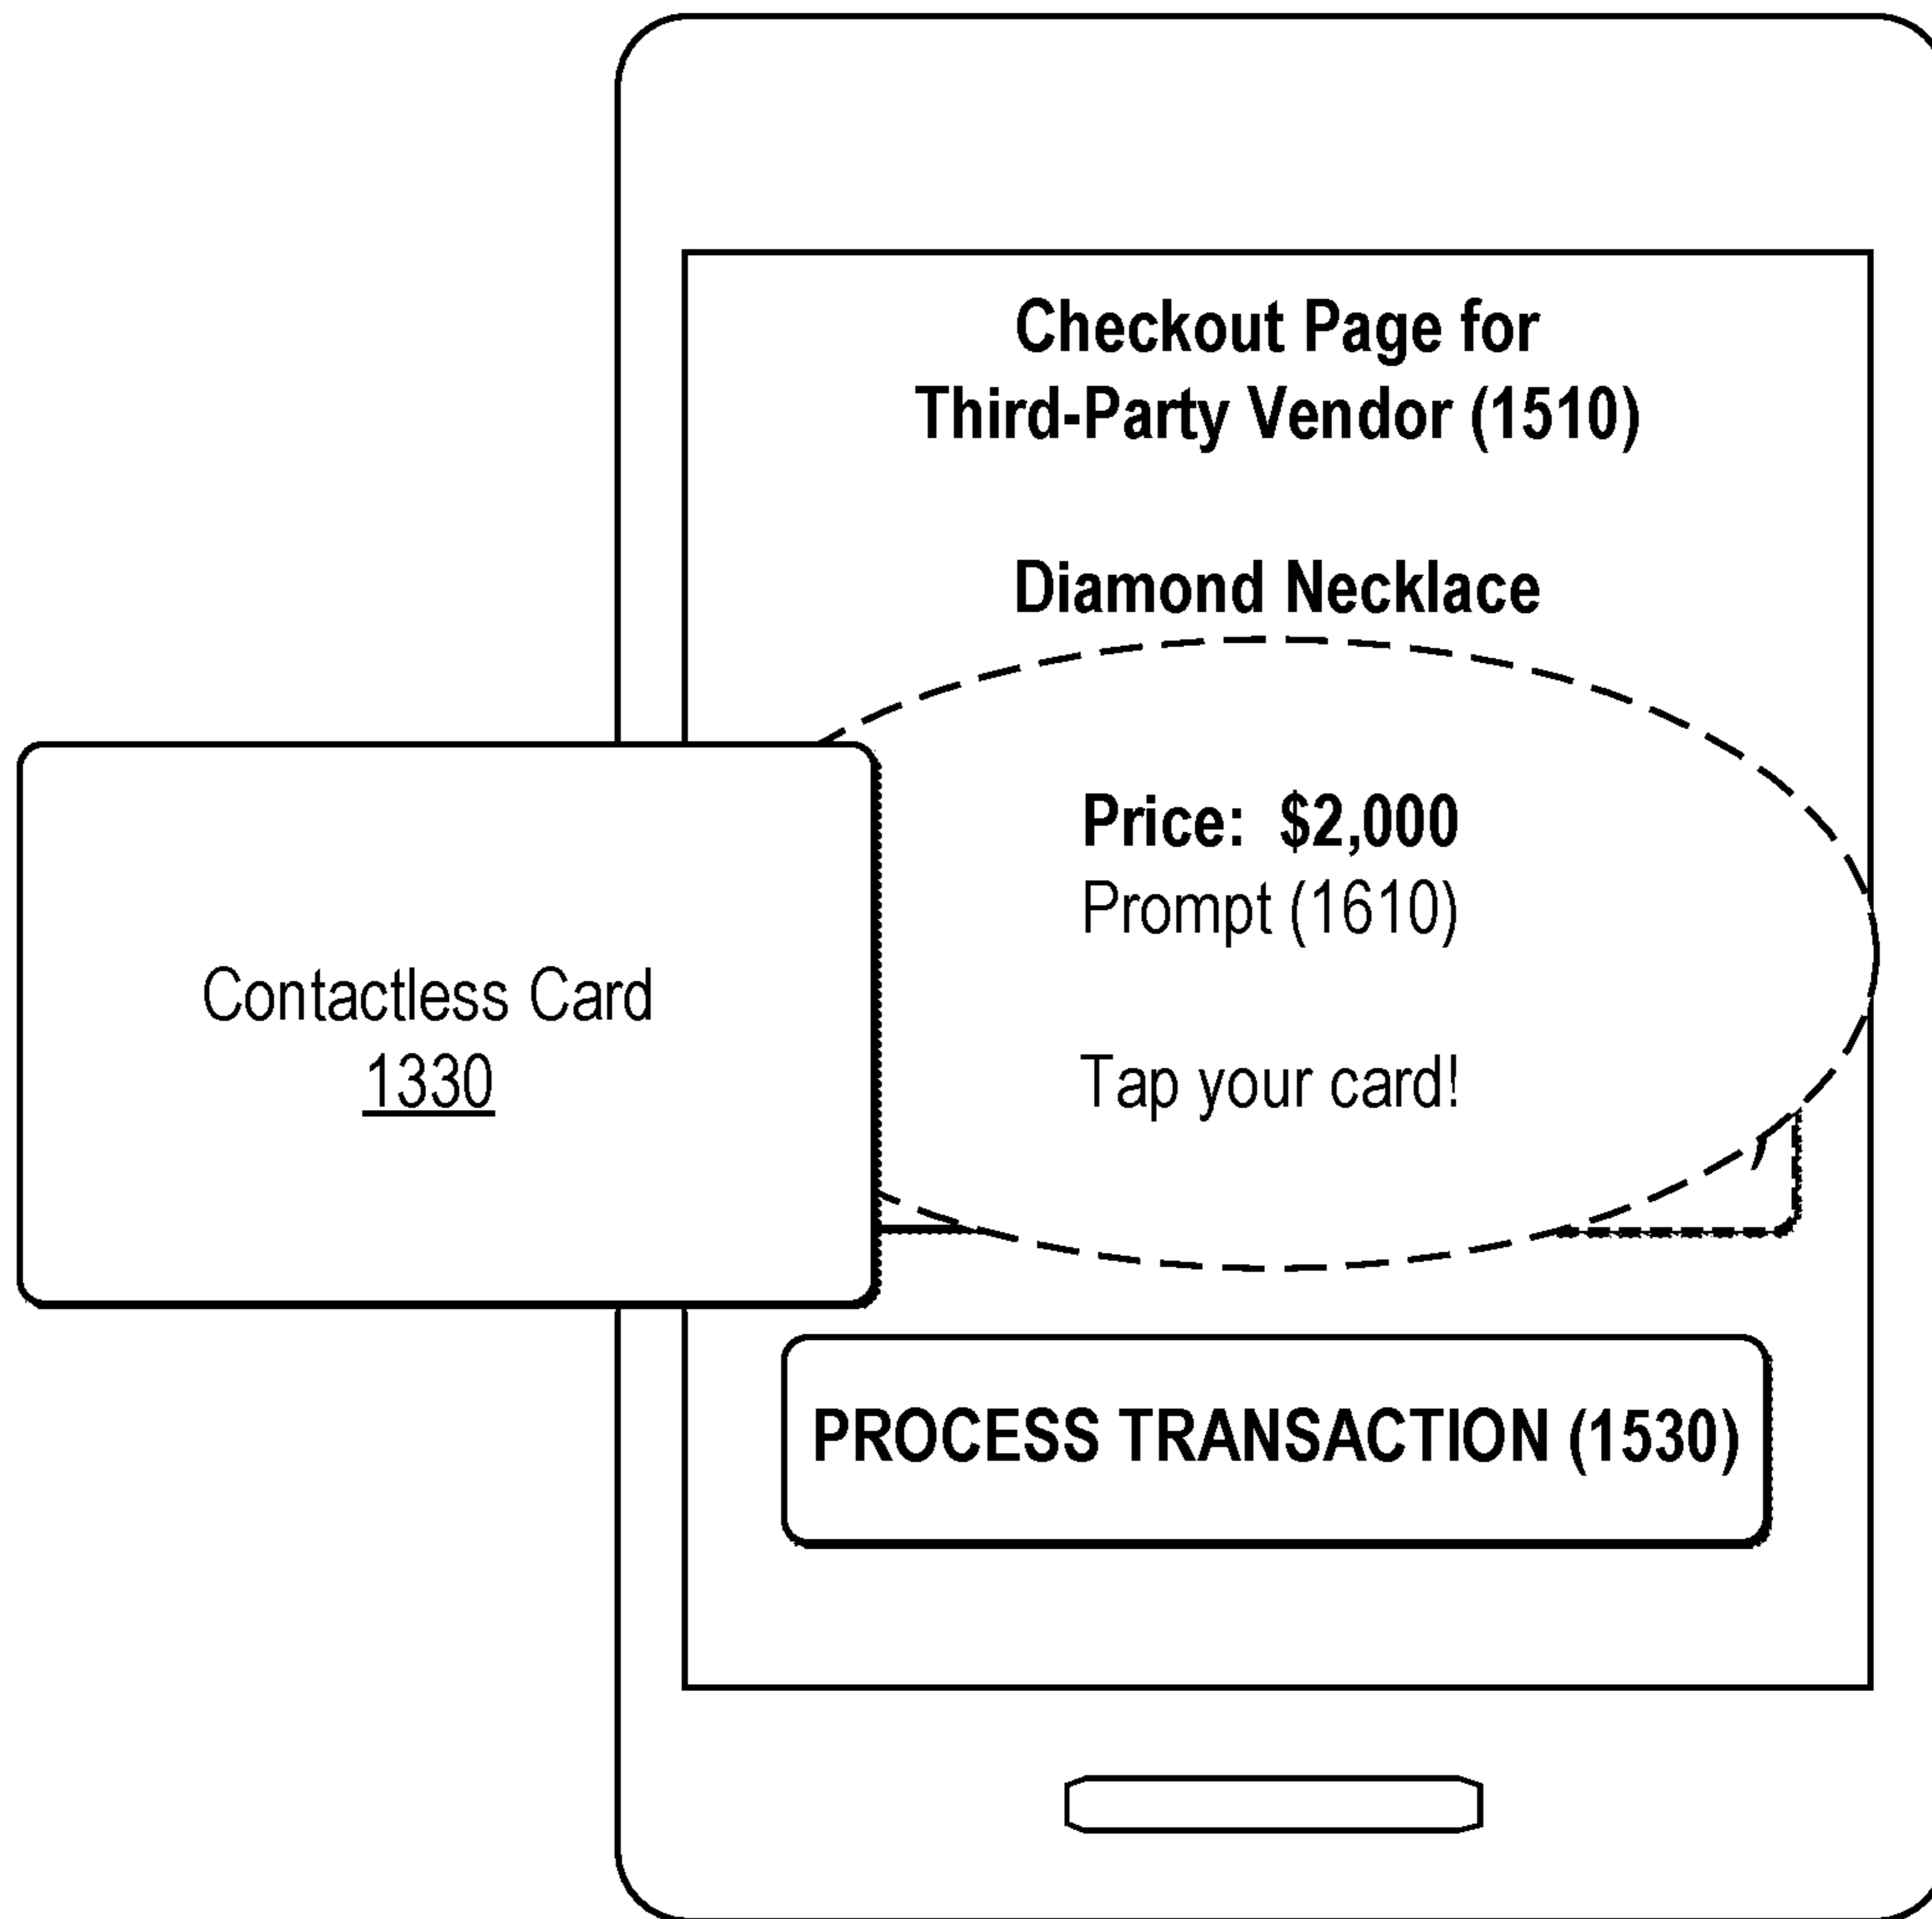 Checkout Page for
Third-Party Vendor (1510)
Diamond Necklace
Price: $2,000
Prompt (1610)
Tap your card!
Contactless Card
1330
PROCESS TRANSACTION (1530)